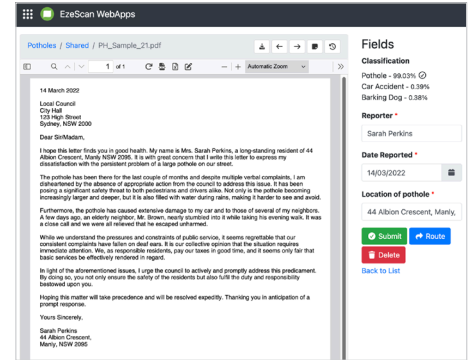 EzeScan WebApps
Potholes / Shared / PH_Sample_21.pdf
1 of 1
Automatic Zoom
14 March 2022
Local Council
City Hall
123 High Street
Sydney, NSW 2000
Dear Sir/Madam,
I hope this letter finds you in good health. My name is Mrs. Sarah Perkins, a long-standing resident of 44
Albion Crescent, Manly NSW 2095. It is with great concern that I write this letter to express my
dissatisfaction with the persistent problem of a large pothole on our street.
The pothole has been there for the last couple of months and despite multiple verbal complaints, I am
disheartened by the absence of appropriate action from the council to address this issue. It has been
posing a significant safety threat to both pedestrians and drivers alike. Not only is the pothole becoming
increasingly larger and deeper, but it is also filled with water during rains, making it harder to see and avoid.
Furthermore, the pothole has caused extensive damage to my car and to those of several of my neighbors.
A few days ago, an elderly neighbor, Mr. Brown, nearly stumbled into it while taking his evening walk. It was
a close call and we were all relieved that he escaped unharmed.
While we understand the pressures and constraints of public service, it seems regrettable that our
consistent complaints have fallen on deaf ears. It is our collective opinion that the situation requires
immediate attention. We, as responsible residents, pay our taxes in good time, and it seems only fair that
basic services be effectively rendered in regard.
In light of the aforementioned issues, I urge the council to actively and promptly address this predicament.
By doing so, you not only ensure the safety of the residents but also fulfil the duty and responsibility
bestowed upon you.
Hoping this matter will take precedence and will be resolved expeditly. Thanking you in anticipation of a
prompt response.
Yours Sincerely,
Sarah Perkins
44 Albion Crescent,
Manly, NSW 2095
Fields
Classification
Pothole - 99.03%
Car Accident - 0.39%
Barking Dog - 0.38%
Reporter *
Sarah Perkins
Date Reported *
14/03/2022
Location of pothole *
44 Albion Crescent, Manly,
Submit
Route
Delete
Back to List